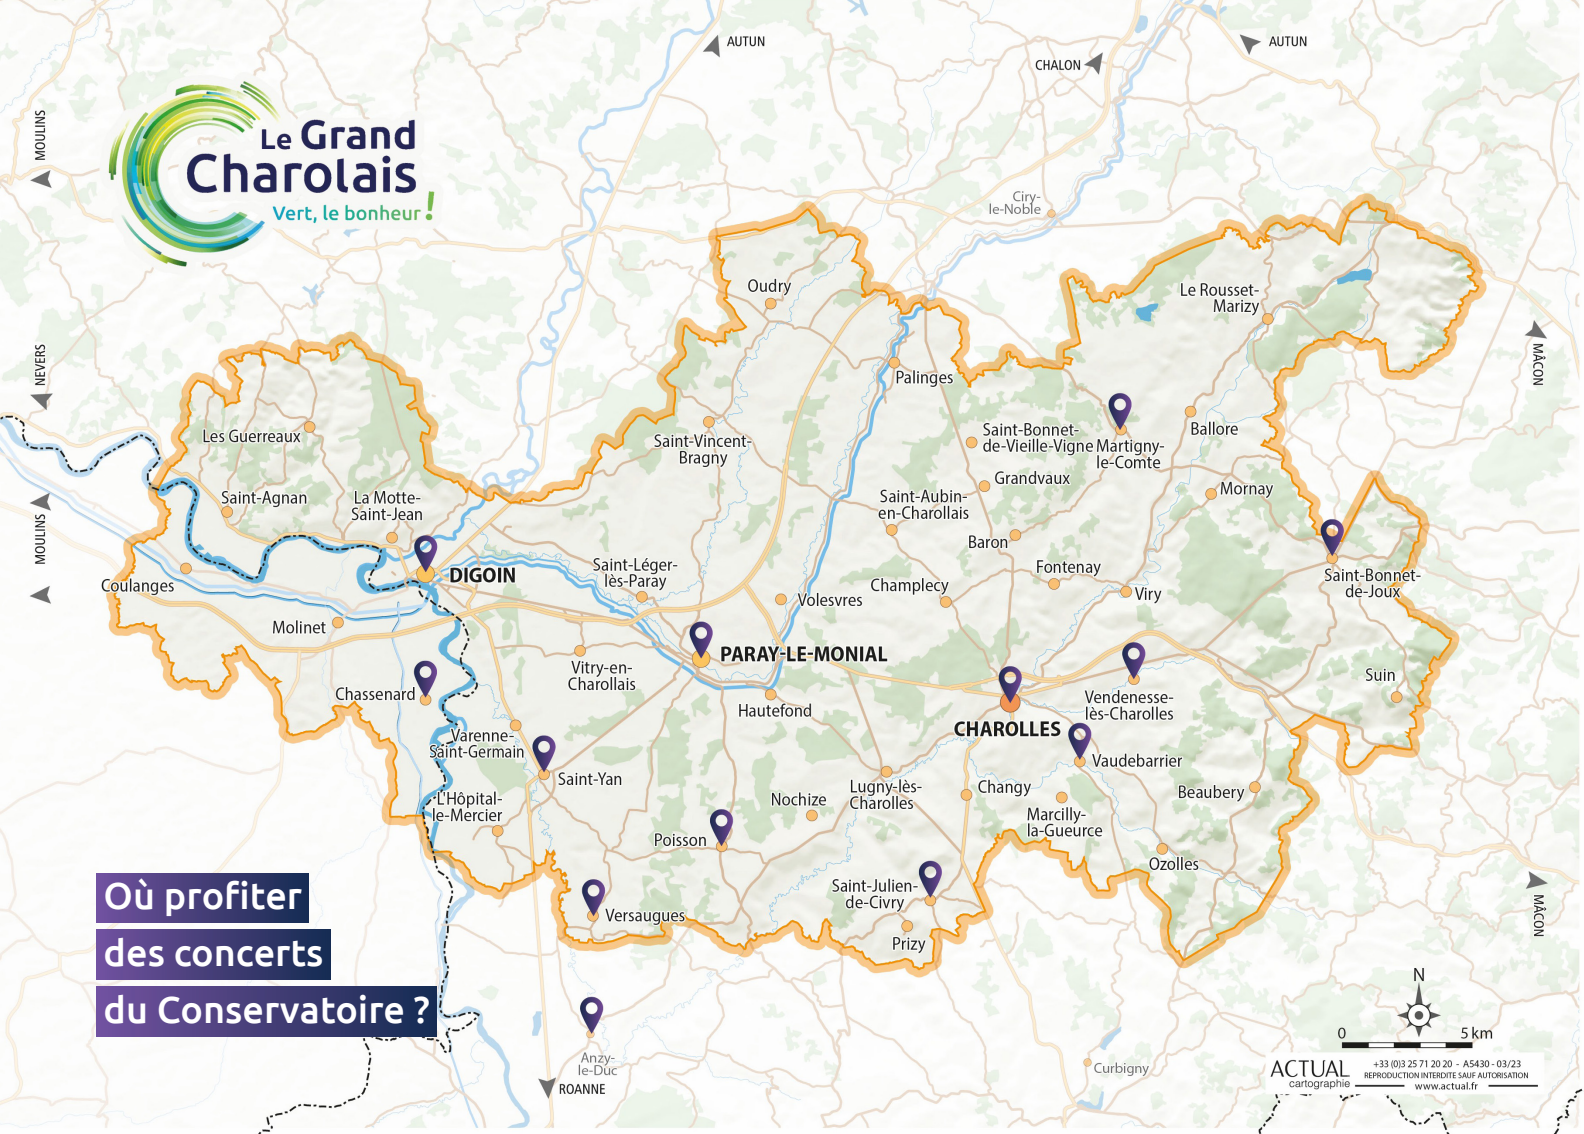 AUTUN
AUTUN
CHALON
MOULINS
Le Grand
Charolais
Vert, le bonheur !
Ciry-
le-Noble
Oudry
Le Rousset-
Marizy
NEVERS
MÂCON
Palinges
Les Guerreaux
Saint-Vincent-
Bragny
Saint-Bonnet-
de-Vieille-Vigne
Martigny-
le-Comte
Ballore
Grandvaux
Mornay
Saint-Agnan
La Motte-
Saint-Jean
Saint-Aubin-
en-Charollais
MOULINS
Baron
Coulanges
DIGOIN
Saint-Léger-
lès-Paray
Champlecy
Fontenay
Viry
Saint-Bonnet-
de-Joux
Volesvres
Molinet
PARAY-LE-MONIAL
Vitry-en-
Charollais
Suin
Chassenard
Hautefond
Vendenesse-
lès-Charolles
CHAROLLES
Varenne-
Saint-Germain
Saint-Yan
Vaudebarrier
Lugny-lès-
Charolles
Changy
Beaubery
L'Hôpital-
le-Mercier
Nochize
Marcilly-
la-Gueurce
Poisson
Ozolles
Saint-Julien-
de-Civry
Versaugues
Prizy
MÂCON
Où profiter
des concerts
du Conservatoire ?
Anzy-
le-Duc
ROANNE
Curbigny
N
0 5 km
ACTUAL
cartographie
+33 (0)3 25 71 20 20 - A5430 - 03/23
REPRODUCTION INTERDITE SAUF AUTORISATION
www.actual.fr